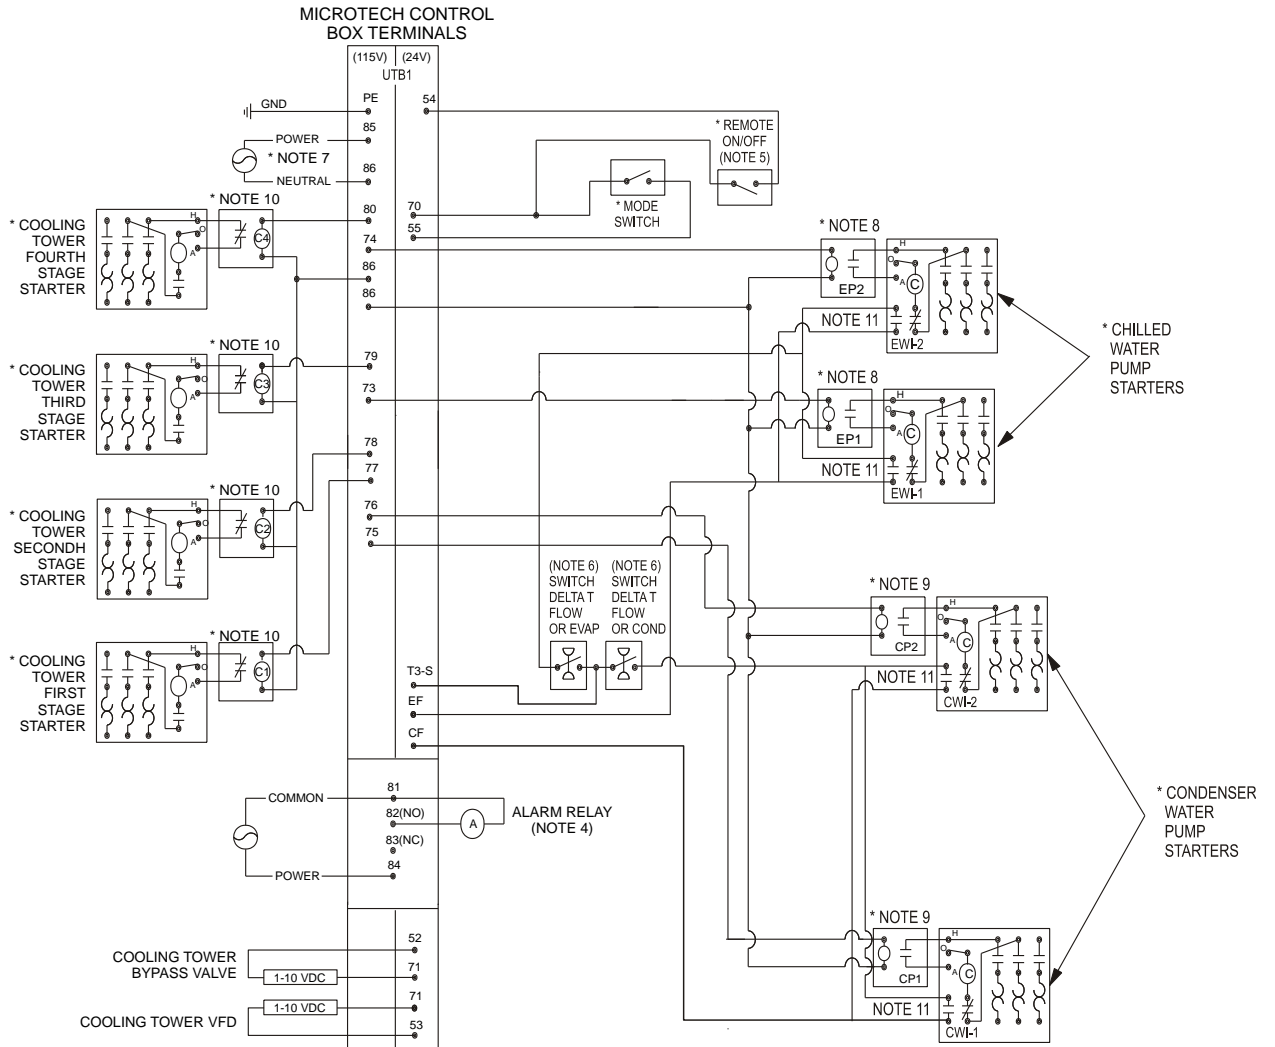 MICROTECH CONTROL
BOX TERMINALS
(115V) (24V)
UTB1
GND
PE
54
POWER
85
* NOTE 7
NEUTRAL
86
* REMOTE
ON/OFF
(NOTE 5)
* MODE
SWITCH
* COOLING
TOWER
FOURTH
STAGE
STARTER
H
O
A
* NOTE 10
C4
80
70
55
74
86
86
* NOTE 8
EP2
H
O
A
C
NOTE 11
EWI-2
* CHILLED
WATER
PUMP
STARTERS
* COOLING
TOWER
THIRD
STAGE
STARTER
H
O
A
* NOTE 10
C3
79
73
* NOTE 8
EP1
H
O
A
C
NOTE 11
EWI-1
78
77
* COOLING
TOWER
SECONDH
STAGE
STARTER
H
O
A
* NOTE 10
C2
76
75
(NOTE 6)
SWITCH
DELTA T
FLOW
OR EVAP
(NOTE 6)
SWITCH
DELTA T
FLOW
OR COND
* NOTE 9
CP2
H
O
A
C
NOTE 11
CWI-2
* COOLING
TOWER
FIRST
STAGE
STARTER
H
O
A
* NOTE 10
C1
T3-S
EF
CF
COMMON
81
82(NO)
A
ALARM RELAY
(NOTE 4)
83(NC)
84
POWER
* CONDENSER
WATER
PUMP
STARTERS
* NOTE 9
CP1
H
O
A
C
NOTE 11
CWI-1
COOLING TOWER
BYPASS VALVE
52
1-10 VDC
71
71
1-10 VDC
COOLING TOWER VFD
53